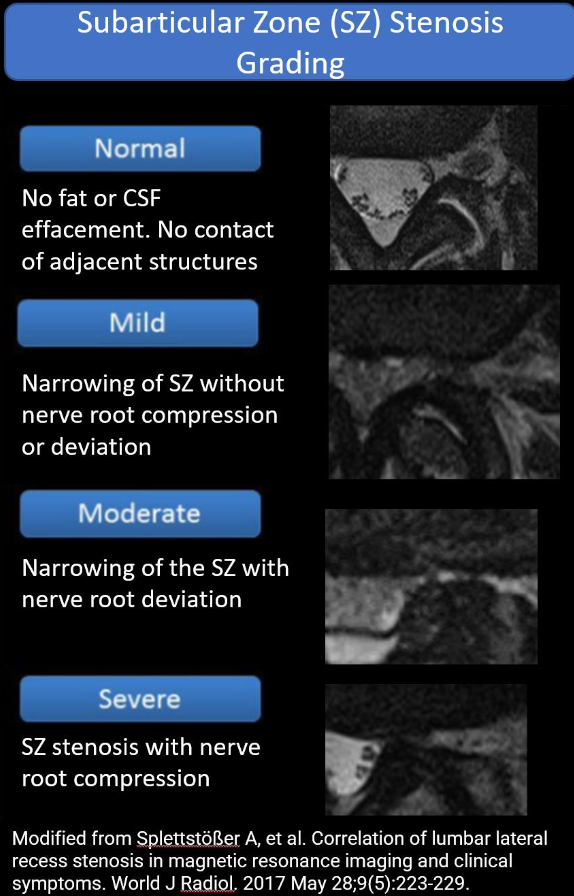 Subarticular Zone (SZ) Stenosis
Grading
Normal
No fat or CSF
effacement. No contact
of adjacent structures
Mild
Narrowing of SZ without
nerve root compression
or deviation
Moderate
Narrowing of the SZ with
nerve root deviation
Severe
SZ stenosis with nerve
root compression
Modified from Splettstößer A, et al. Correlation of lumbar lateral
recess stenosis in magnetic resonance imaging and clinical
symptoms. World J Radiol. 2017 May 28;9(5):223-229.